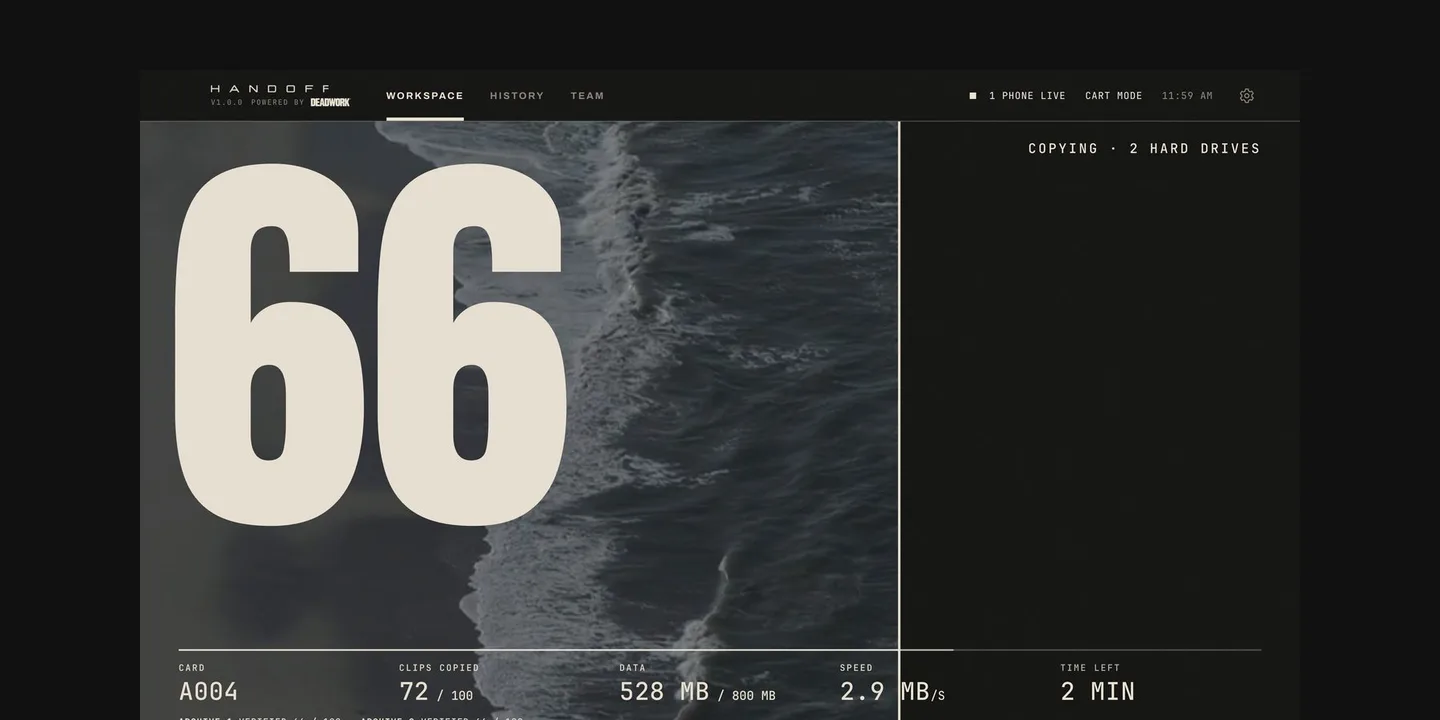 HANDOFF
V1.0.0 POWERED BY DEADWORK
WORKSPACE HISTORY TEAM
1 PHONE LIVE CART MODE 11:59 AM
COPYING · 2 HARD DRIVES
66
CARD CLIPS COPIED DATA SPEED TIME LEFT
A004 72 / 100 528 MB / 800 MB 2.9 MB/S 2 MIN